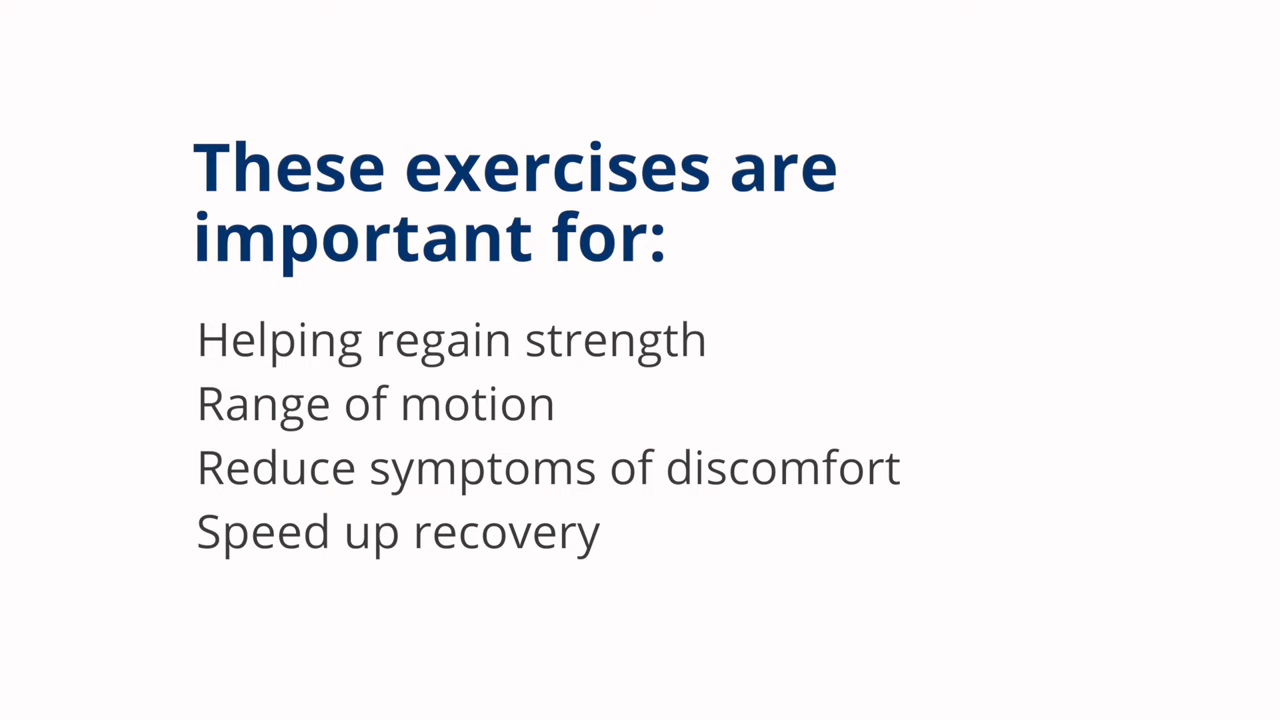 These exercises are
important for:
Helping regain strength
Range of motion
Reduce symptoms of discomfort
Speed up recovery